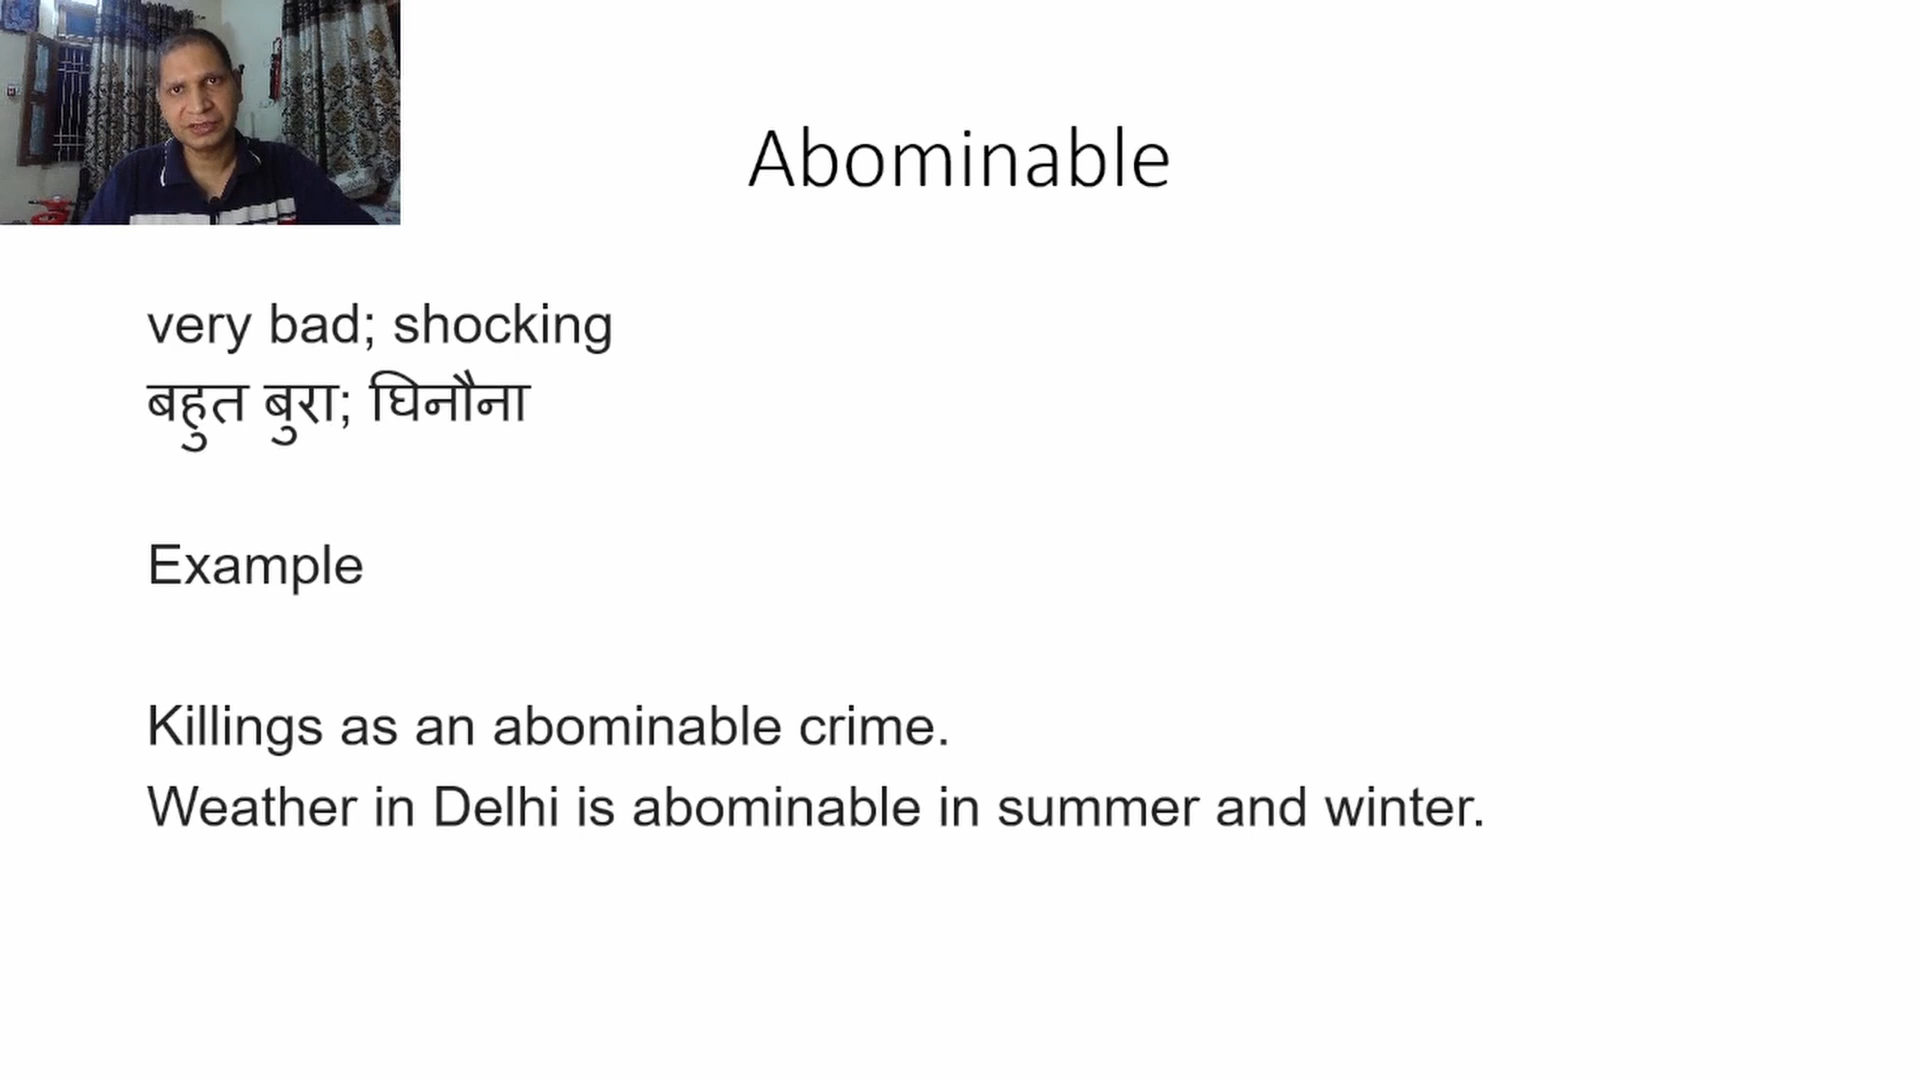 Abominable
very bad; shocking
बहुत बुरा; घिनौना
Example
Killings as an abominable crime.
Weather in Delhi is abominable in summer and winter.